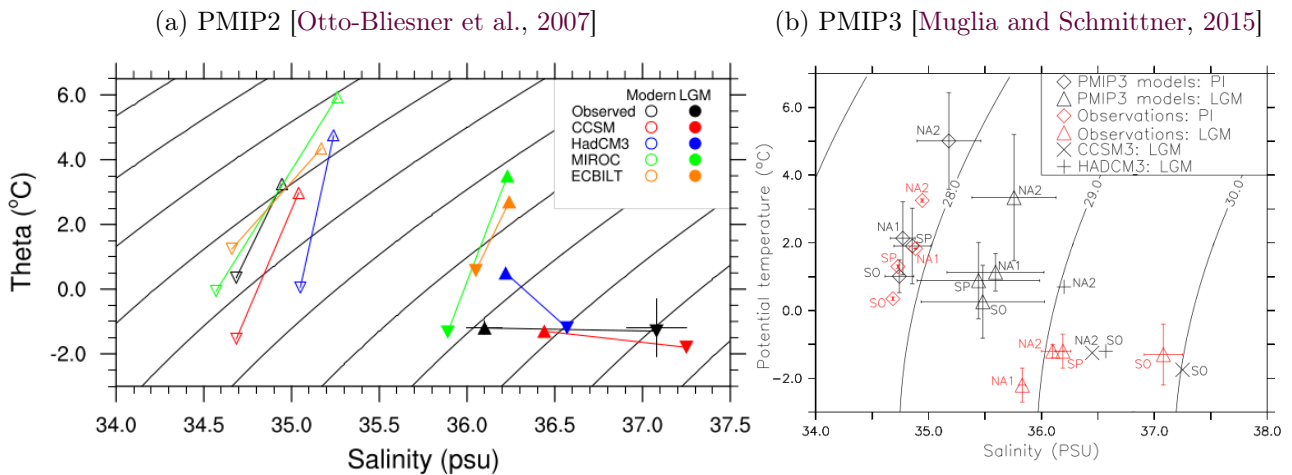 (a) PMIP2 [Otto-Bliesner et al., 2007]
Modern LGM
Observed
CCSM
HadCM3
MIROC
ECBILT
6.0
4.0
2.0
0.0
-2.0
Theta (°C)
34.0 34.5 35.0 35.5 36.0 36.5 37.0 37.5
Salinity (psu)
(b) PMIP3 [Muglia and Schmittner, 2015]
PMIP3 models: PI
PMIP3 models: LGM
Observations: PI
Observations: LGM
CCSM3: LGM
HADCM3: LGM
6.0
4.0
2.0
0.0
-2.0
Potential temperature (°C)
NA2
NA2
NA2
28.0
29.0
30.0
NA1
SP
NA1
SP
SO
SO
NA1
SP
SO
NA2
NA2
SP
NA1
NA2
SO
SO
SO
34.0 35.0 36.0 37.0 38.0
Salinity (PSU)